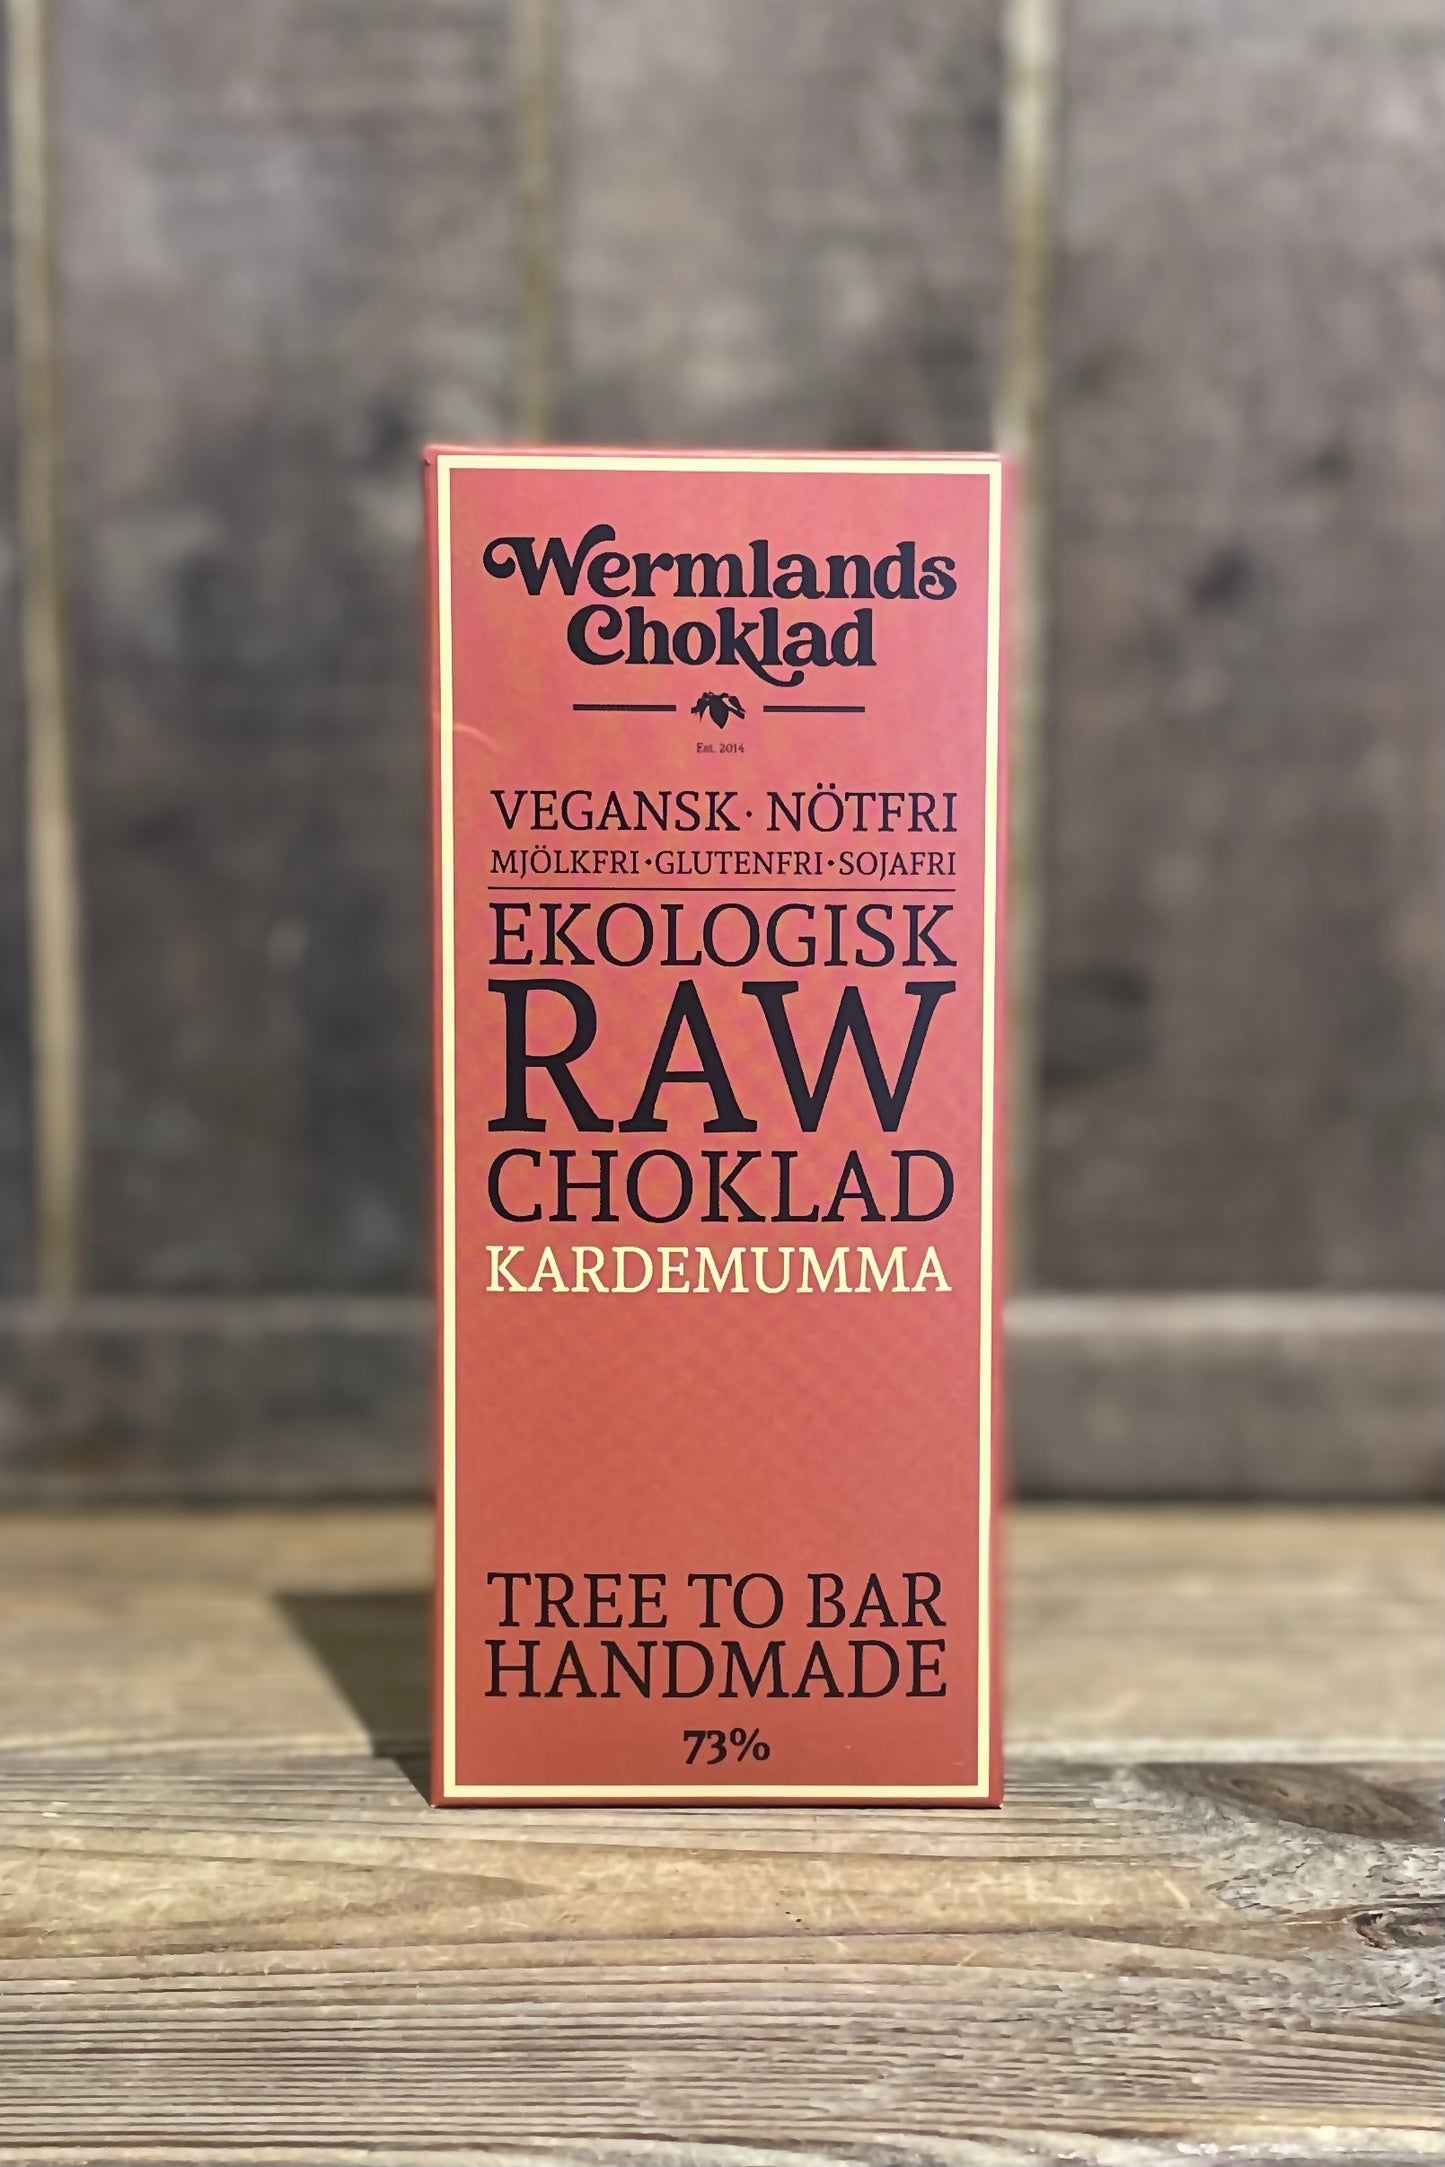 Wermlands
Choklad
Est. 2014
VEGANSK · NÖTFRI
MJÖLKFRI · GLUTENFRI · SOJAFRI
EKOLOGISK
RAW
CHOKLAD
KARDEMUMMA
TREE TO BAR
HANDMADE
73%